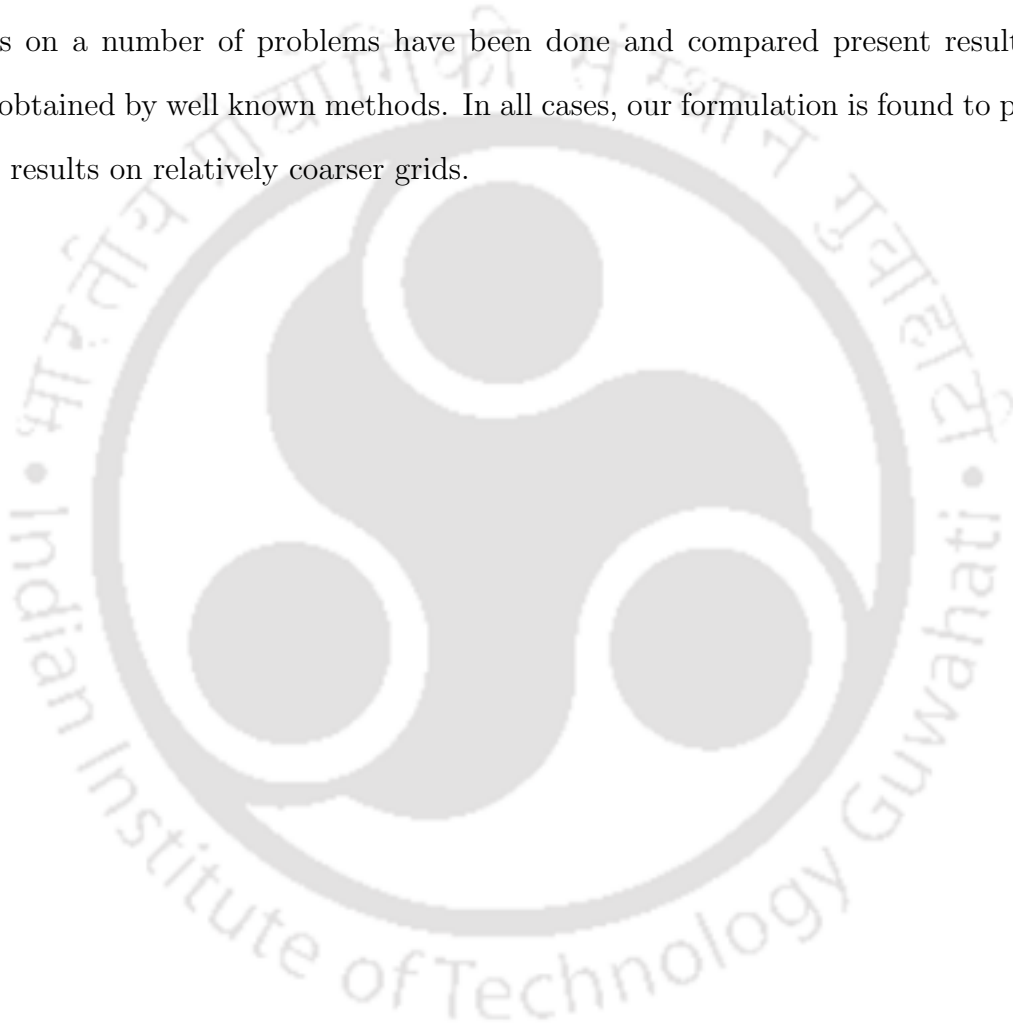 s on a number of problems have been done and compared present result
obtained by well known methods. In all cases, our formulation is found to p
results on relatively coarser grids.
भारतीय प्रौद्योगिकी संस्थान गुवाहाटी
Indian Institute of Technology Guwahati